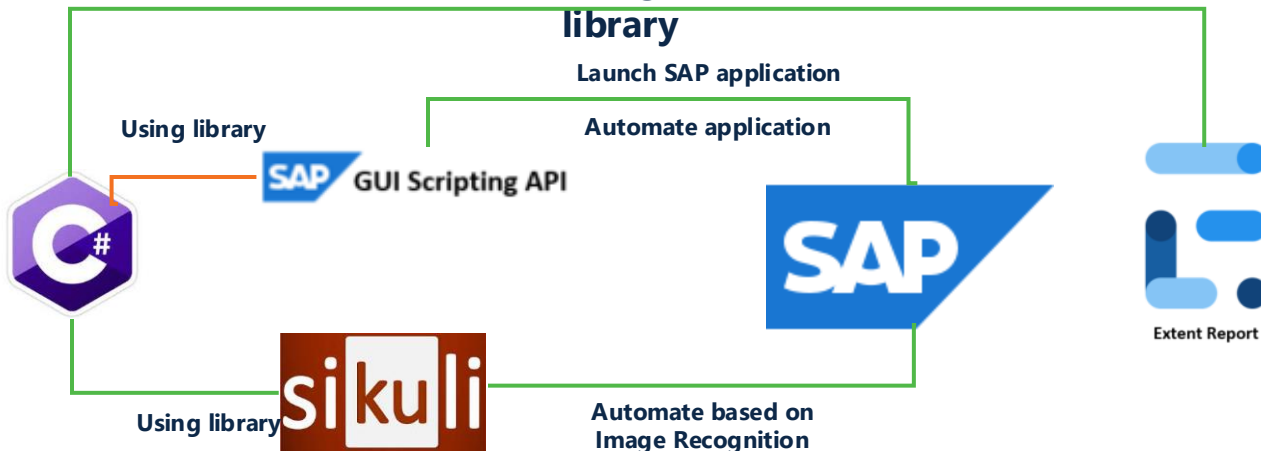 library
Launch SAP application
Using library
Automate application
SAP GUI Scripting API
C#
SAP
Extent Report
sikuli
Using library
Automate based on
Image Recognition